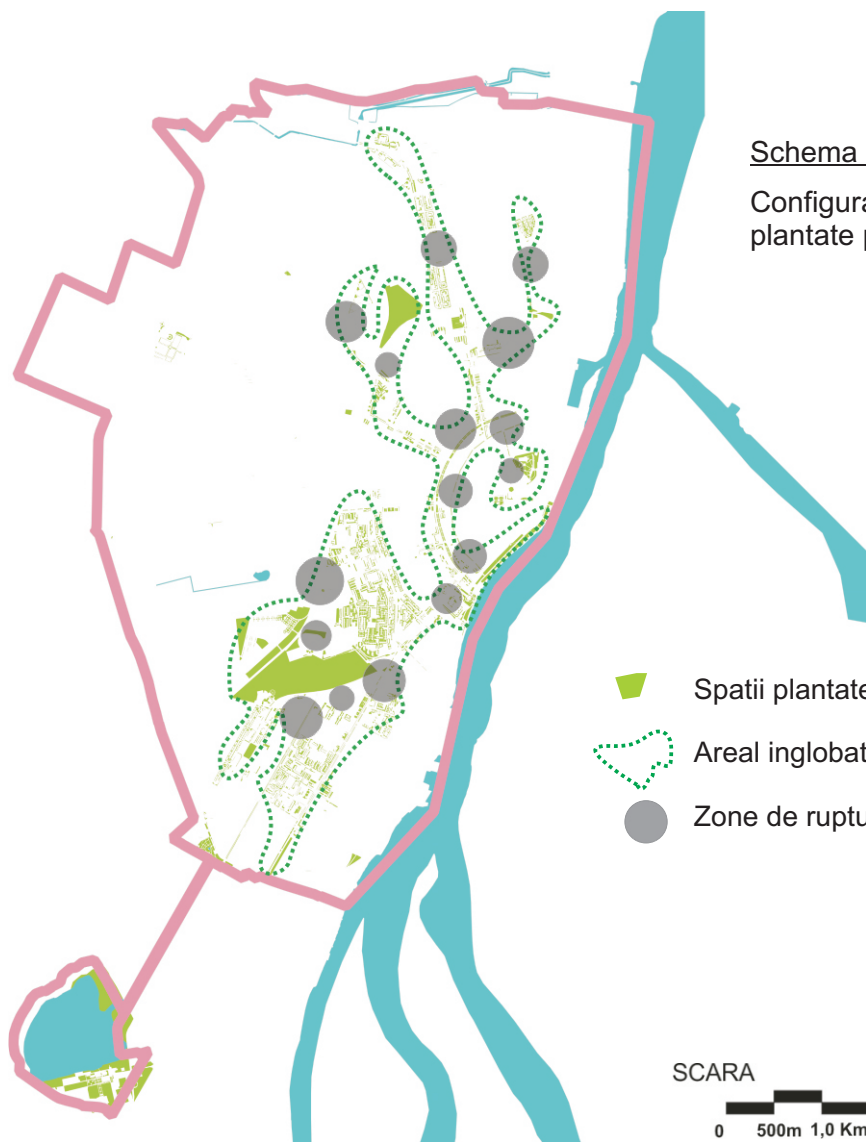 Schema
Configura
plantate p
Spatii plantate
Areal inglobat
Zone de ruptu
SCARA
0 500m 1,0 Km